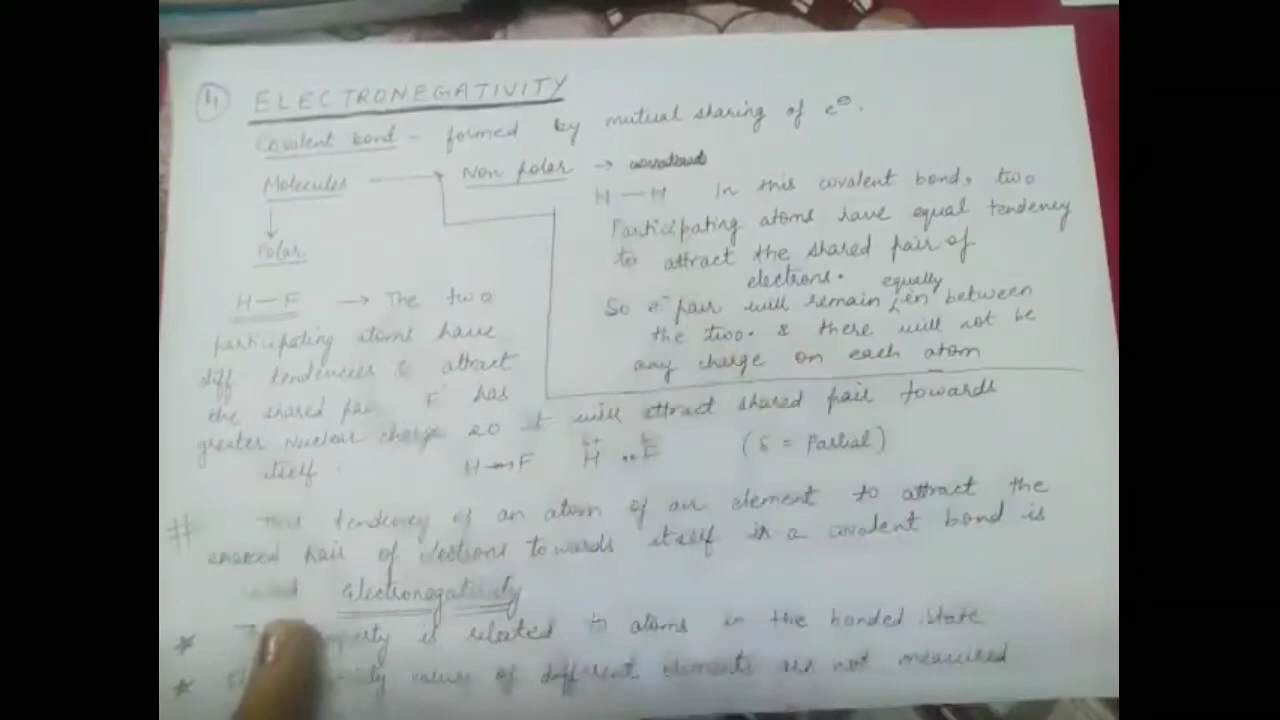 4 ELECTRONEGATIVITY
Covalent bond - formed by mutual sharing of e⊖.
Molecules → Non polar →
H — H In this covalent bond, two
Participating atoms have equal tendency
to attract the shared pair of
electrons.
So e⁻ pair will remain equally in between
the two. & there will not be
any charge on each atom
Polar
H — F → The two
participating atoms have
diff tendencies to attract
the shared pai F has
greater Nuclear charge so it will attract shared pair towards
itself
H → F δ+ H .. F (δ = Partial)
# tendency of an atom of an element to attract the
shared pair of electrons towards itself in a covalent bond is
Electronegativity
* is related to atoms in the bonded state
* values of different elements are not measured